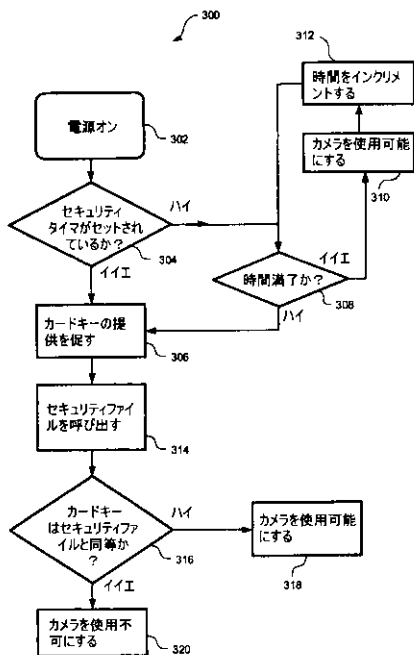 300
電源オン
302
セキュリティ
タイマがセットされ
ているか?
304
ハイ
イイエ
312
時間をインクリ
メントする
カメラを使用可
能にする
310
時間満了か?
308
イイエ
ハイ
カードキーの提
供を促す
306
セキュリティファ
イルを呼び出す
314
カードキー
はセキュリティファ
イルと同等か
?
316
ハイ
イイエ
カメラを使用可能
にする
318
カメラを使用不
可にする
320